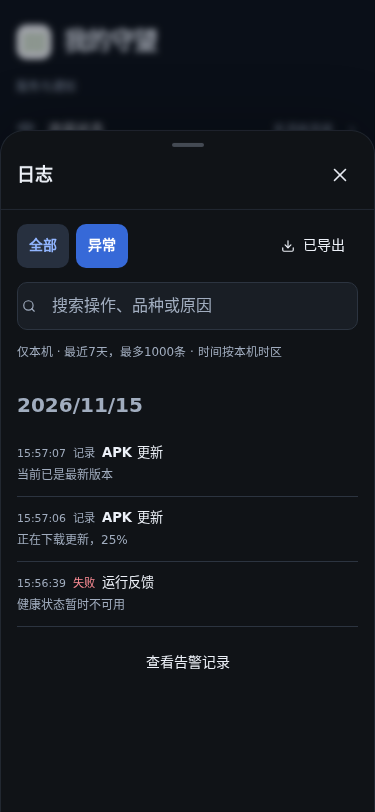 我的守望
日志
全部
异常
已导出
搜索操作、品种或原因
仅本机 · 最近7天，最多1000条 · 时间按本机时区
2026/11/15
15:57:07 记录 APK 更新
当前已是最新版本
15:57:06 记录 APK 更新
正在下载更新，25%
15:56:39 失败 运行反馈
健康状态暂时不可用
查看告警记录